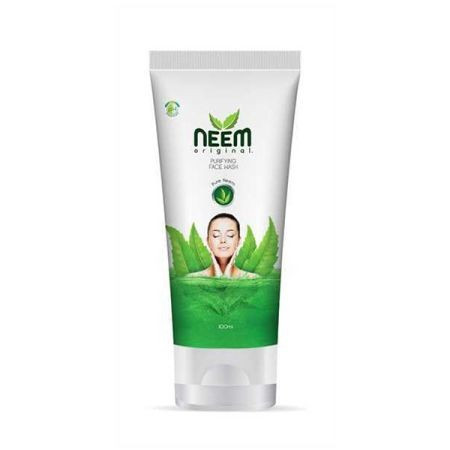 NEEM
original.
PURIFYING
FACE WASH
Pure Neem
100ml